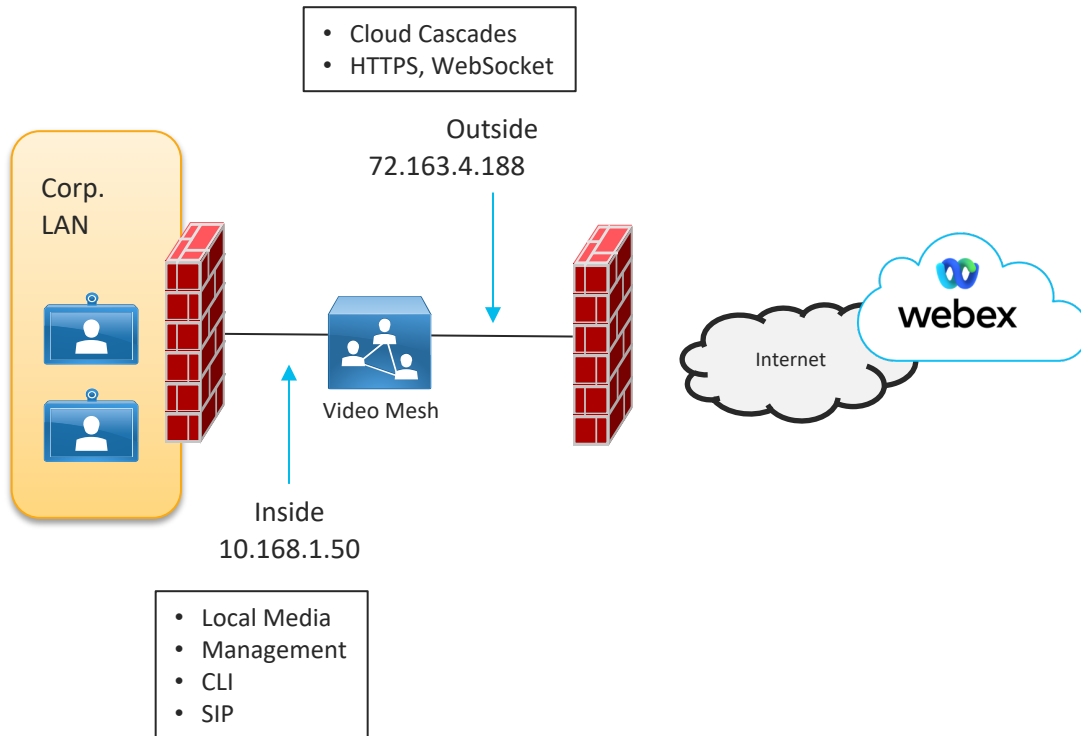 • Cloud Cascades
• HTTPS, WebSocket
Outside
72.163.4.188
Corp.
LAN
webex
Internet
Video Mesh
Inside
10.168.1.50
• Local Media
• Management
• CLI
• SIP